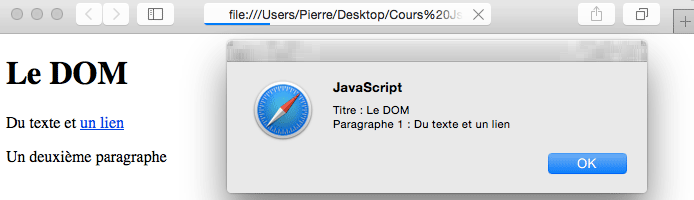 file:///Users/Pierre/Desktop/Cours%20Js
Le DOM
Du texte et un lien
Un deuxième paragraphe
JavaScript
Titre : Le DOM
Paragraphe 1 : Du texte et un lien
OK